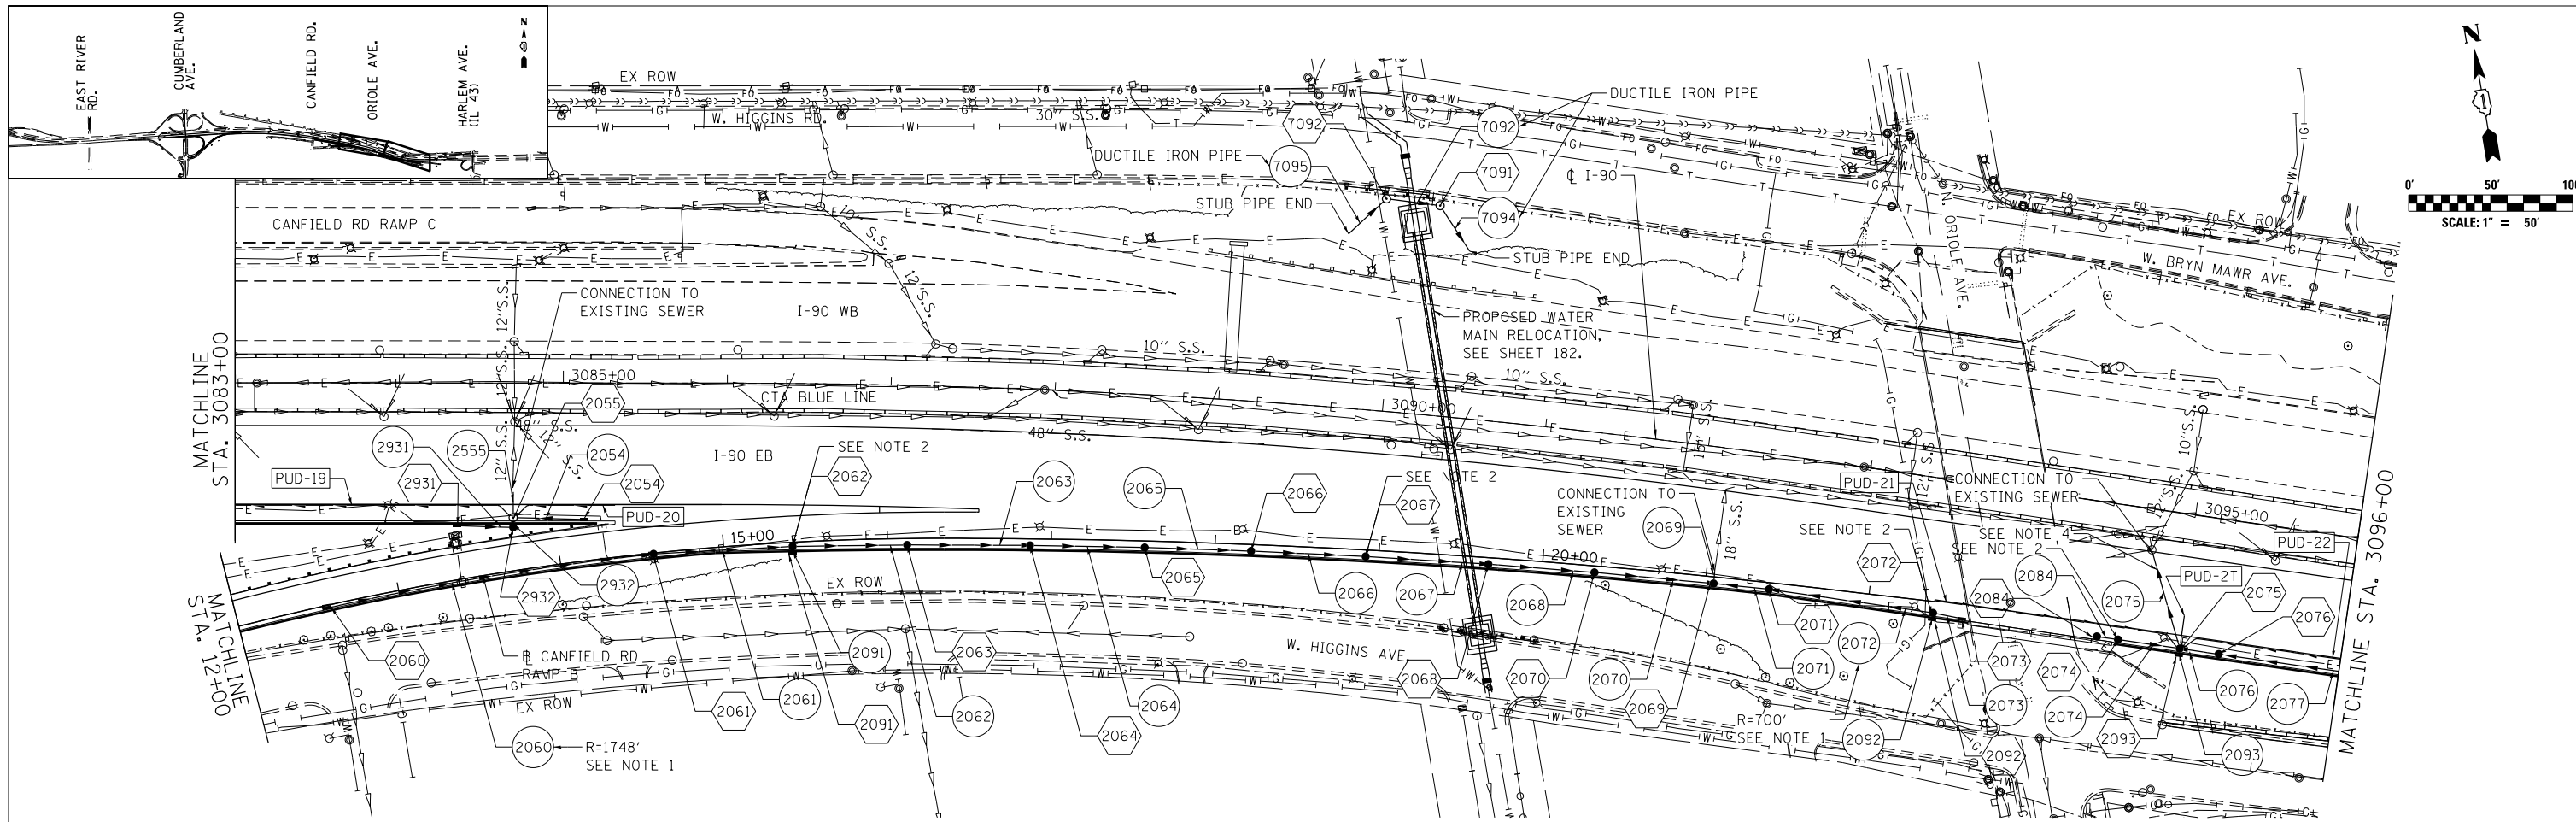 EAST RIVER
RD.
CUMBERLAND
AVE.
CANFIELD RD.
ORIOLE AVE.
HARLEM AVE.
(IL 43)
N
EX ROW
W. HIGGINS RD.
30" S.S.
7092
7092
DUCTILE IRON PIPE
DUCTILE IRON PIPE
7095
7091
7094
STUB PIPE END
STUB PIPE END
℄ I-90
N. ORIOLE AVE.
EX ROW
W. BRYN MAWR AVE.
N
0'
50'
100
SCALE: 1" = 50'
CANFIELD RD RAMP C
10" S.S.
12" S.S.
12"S.S.
CONNECTION TO
EXISTING SEWER
I-90 WB
PROPOSED WATER
MAIN RELOCATION,
SEE SHEET 182.
10" S.S.
10" S.S.
MATCHLINE
STA. 3083+00
12"S.S.
3085+00
CTA BLUE LINE
3090+00
2055
12" S.S.
48" S.S.
15" S.S.
12" S.S.
10"S.S.
12"S.S.
2931
2555
12" S.S.
2054
I-90 EB
SEE NOTE 2
2062
2063
2065
2066
SEE NOTE 2
2067
PUD-19
2931
2054
PUD-20
CONNECTION TO
EXISTING
SEWER
2069
18" S.S.
PUD-21
CONNECTION TO
EXISTING SEWER
3095+00
SEE NOTE 2
SEE NOTE 4
SEE NOTE 2
PUD-22
MATCHLINE STA. 3096+00
15+00
20+00
2072
2084
PUD-2T
2932
2932
EX ROW
2065
2066
2067
2068
2071
2072
2084
2075
2075
2076
MATCHLINE
STA. 12+00
2060
B CANFIELD RD
RAMP B
2091
2063
W. HIGGINS AVE.
2068
2070
2070
2071
2073
2074
2076
2061
2061
2091
2062
2064
2064
2069
2073
2074
2077
EX ROW
2060
R=1748'
SEE NOTE 1
R=700'
SEE NOTE 1
2092
2092
2093
2093